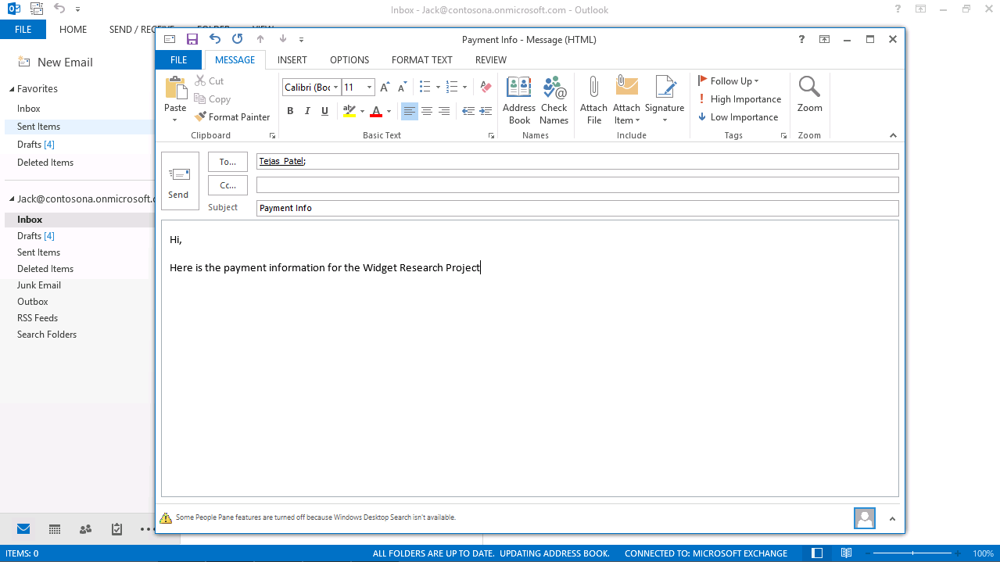 Inbox - Jack@contosona.onmicrosoft.com - Outlook
FILE HOME SEND / RECEIVE FOLDER VIEW
New Email
Favorites
Inbox
Sent Items
Drafts [4]
Deleted Items
Jack@contosona.onmicrosoft.c
Inbox
Drafts [4]
Sent Items
Deleted Items
Junk Email
Outbox
RSS Feeds
Search Folders
Payment Info - Message (HTML)
FILE MESSAGE INSERT OPTIONS FORMAT TEXT REVIEW
Paste
Cut
Copy
Format Painter
Clipboard
Calibri (Bo 11
B I U
Basic Text
Address Book
Check Names
Names
Attach File
Attach Item
Signature
Include
Follow Up
High Importance
Low Importance
Tags
Zoom
Zoom
Send
To... Tejas Patel;
Cc...
Subject Payment Info
Hi,
Here is the payment information for the Widget Research Project
Some People Pane features are turned off because Windows Desktop Search isn't available.
ITEMS: 0 ALL FOLDERS ARE UP TO DATE. UPDATING ADDRESS BOOK. CONNECTED TO: MICROSOFT EXCHANGE 100%